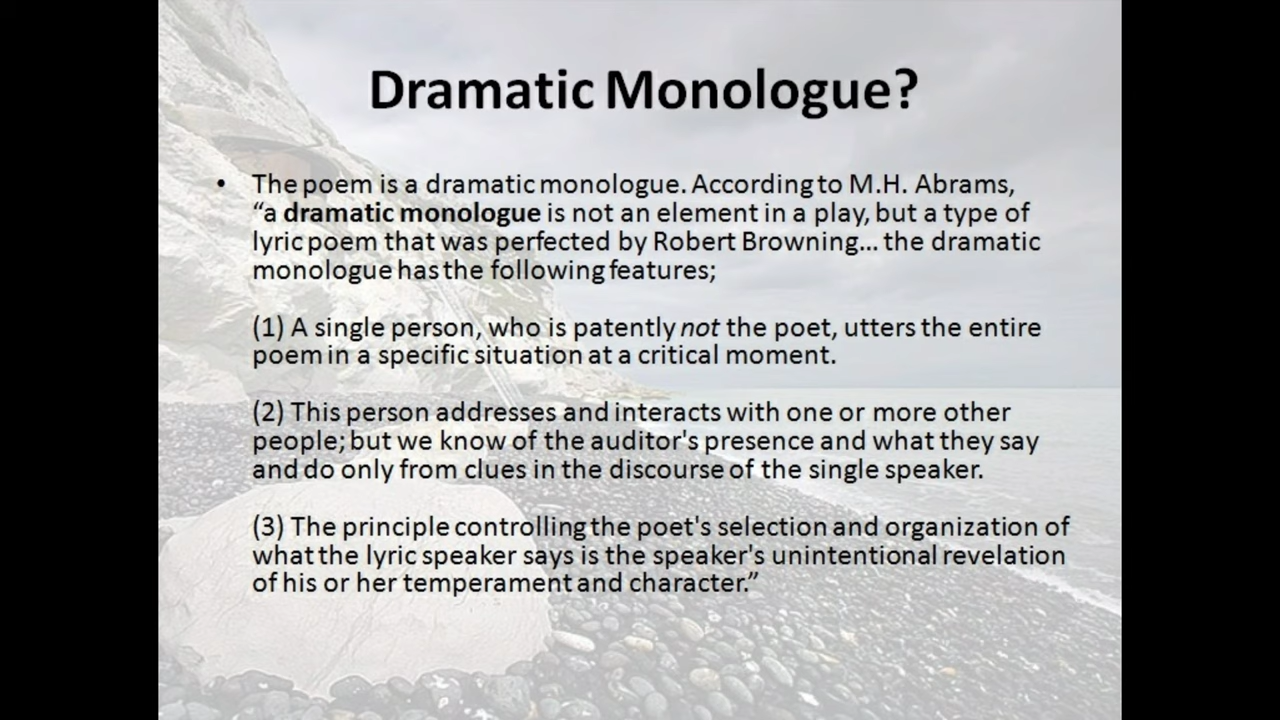 Dramatic Monologue?
• The poem is a dramatic monologue. According to M.H. Abrams,
“a dramatic monologue is not an element in a play, but a type of
lyric poem that was perfected by Robert Browning... the dramatic
monologue has the following features;
(1) A single person, who is patently not the poet, utters the entire
poem in a specific situation at a critical moment.
(2) This person addresses and interacts with one or more other
people; but we know of the auditor's presence and what they say
and do only from clues in the discourse of the single speaker.
(3) The principle controlling the poet's selection and organization of
what the lyric speaker says is the speaker's unintentional revelation
of his or her temperament and character.”